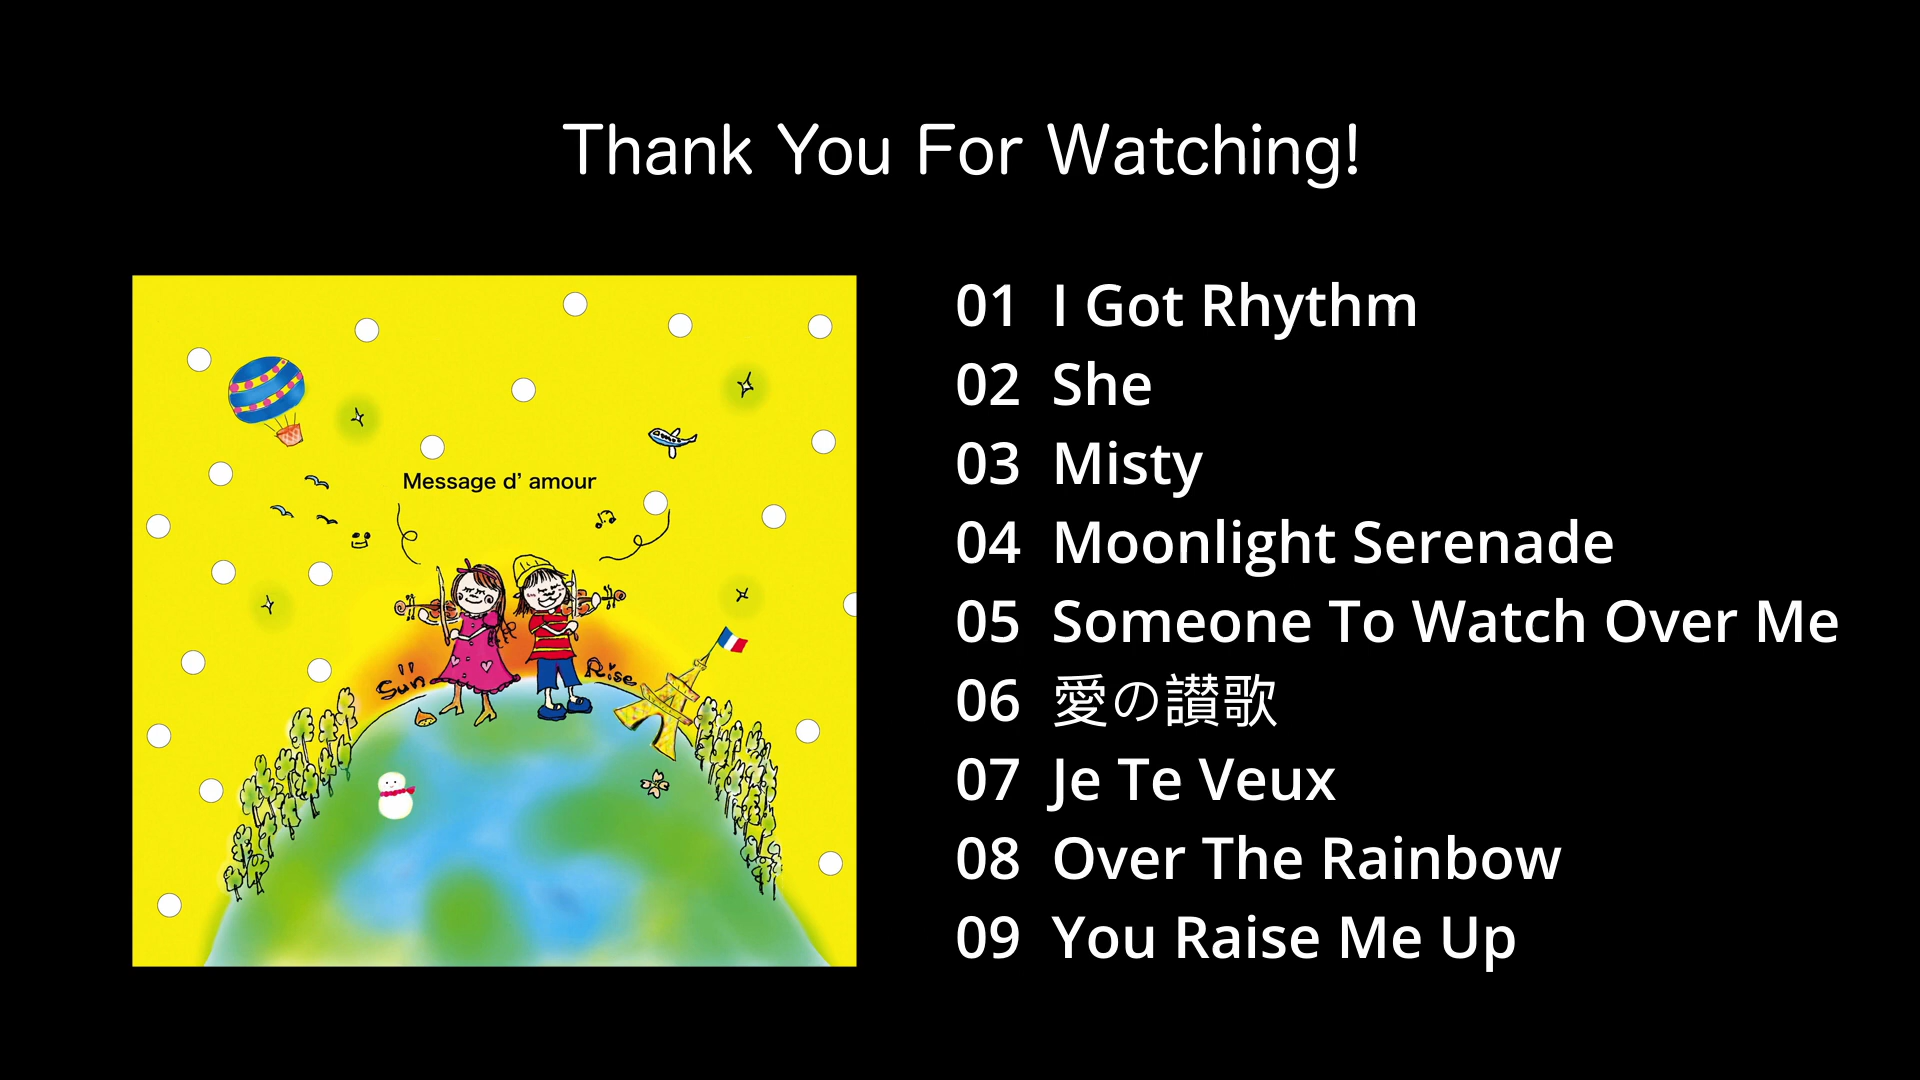 Thank You For Watching!
Message d’ amour
Sun Rise
01 I Got Rhythm
02 She
03 Misty
04 Moonlight Serenade
05 Someone To Watch Over Me
06 愛の讃歌
07 Je Te Veux
08 Over The Rainbow
09 You Raise Me Up